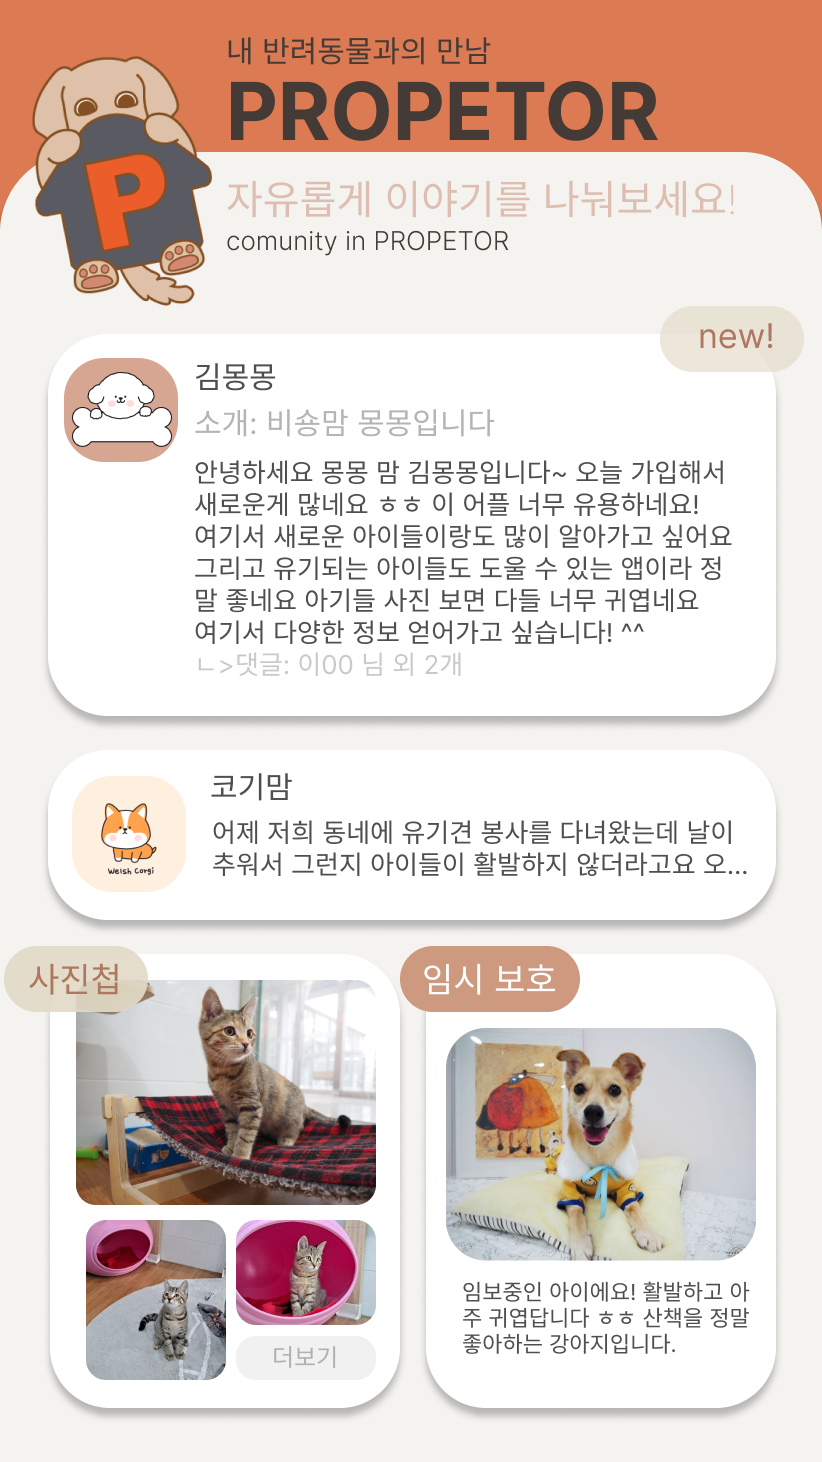 내 반려동물과의 만남
PROPETOR
P
자유롭게 이야기를 나눠보세요!
comunity in PROPETOR
new!
김몽몽
소개: 비숑맘 몽몽입니다
안녕하세요 몽몽 맘 김몽몽입니다~ 오늘 가입해서
새로운게 많네요 ㅎㅎ 이 어플 너무 유용하네요!
여기서 새로운 아이들이랑도 많이 알아가고 싶어요
그리고 유기되는 아이들도 도울 수 있는 앱이라 정
말 좋네요 아기들 사진 보면 다들 너무 귀엽네요
여기서 다양한 정보 얻어가고 싶습니다! ^^
ㄴ>댓글: 이00 님 외 2개
코기맘
어제 저희 동네에 유기견 봉사를 다녀왔는데 날이
추워서 그런지 아이들이 활발하지 않더라고요 오...
Welsh Corgi
사진첩
더보기
임시 보호
임보중인 아이에요! 활발하고 아
주 귀엽답니다 ㅎㅎ 산책을 정말
좋아하는 강아지입니다.